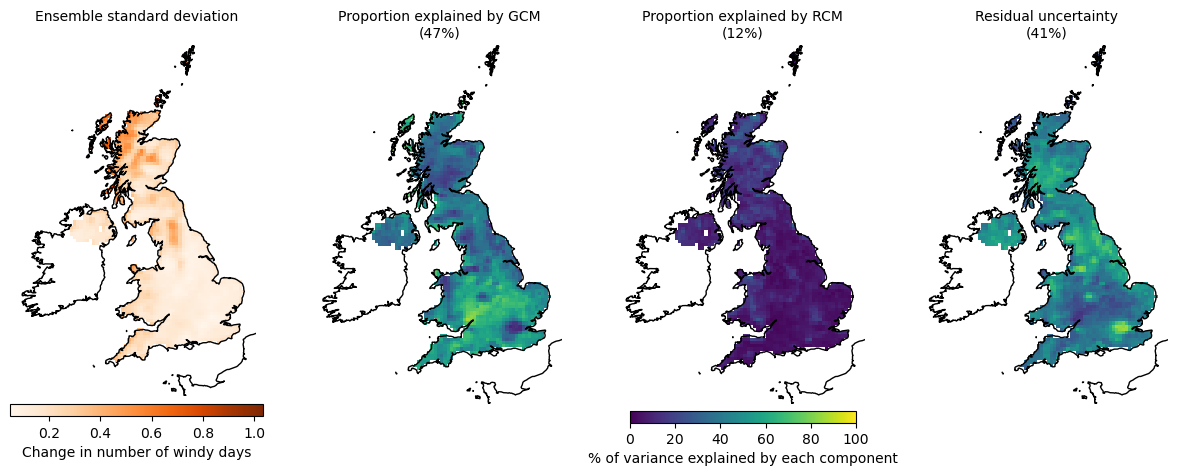 Ensemble standard deviation
Proportion explained by GCM
(47%)
Proportion explained by RCM
(12%)
Residual uncertainty
(41%)
0.2 0.4 0.6 0.8 1.0
Change in number of windy days
0 20 40 60 80 100
% of variance explained by each component